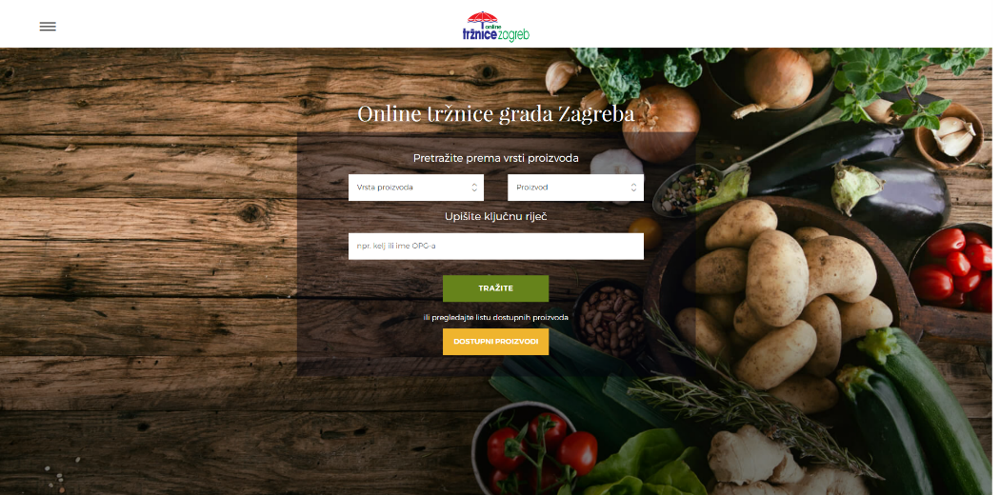 online
tržnice zagreb
Online tržnice grada Zagreba
Pretražite prema vrsti proizvoda
Vrsta proizvoda
Proizvod
Upišite ključnu riječ
npr. kelj ili ime OPG-a
TRAŽITE
ili pregledajte listu dostupnih proizvoda
DOSTUPNI PROIZVODI